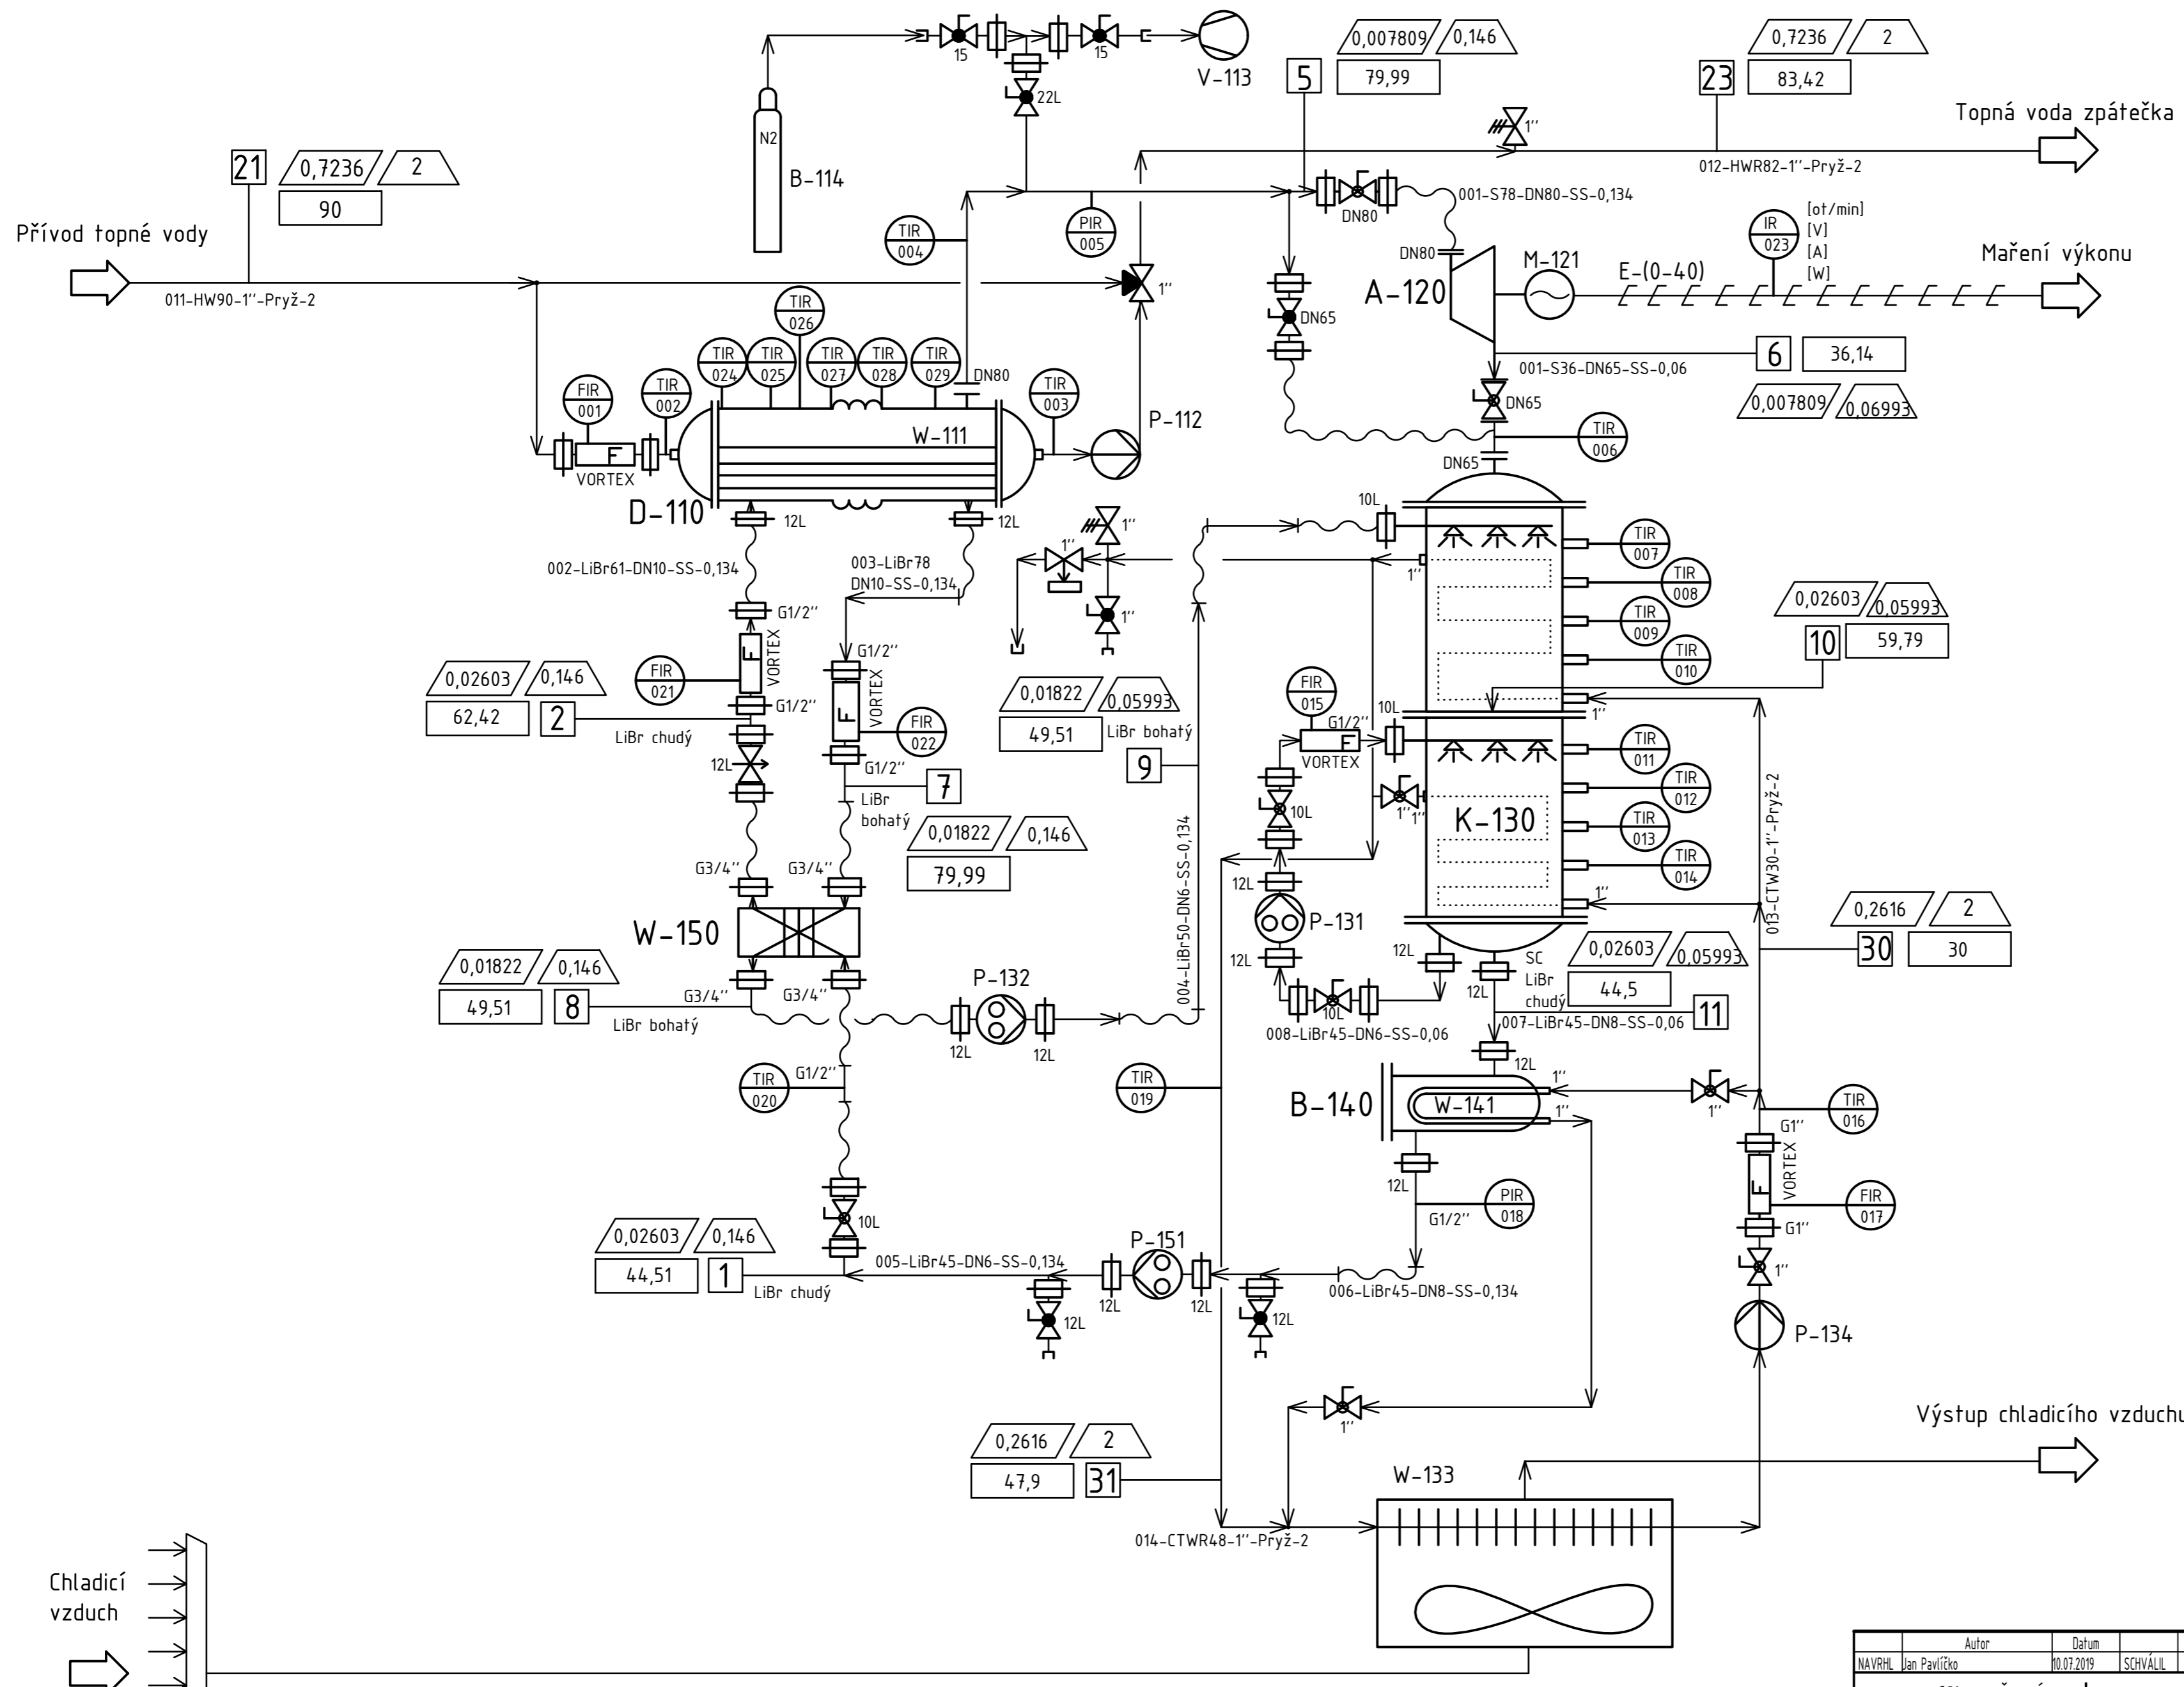 15
15
V-113
22L
N2
B-114
5
0,007809
0,146
79,99
23
0,7236
2
83,42
Topná voda zpátečka
012-HWR82-1''-Pryž-2
1''
21
0,7236
2
90
Přívod topné vody
011-HW90-1''-Pryž-2
TIR
004
PIR
005
DN80
001-S78-DN80-SS-0,134
DN80
A-120
M-121
E-(0-40)
IR
023
[ot/min]
[V]
[A]
[W]
Maření výkonu
1''
DN65
6
36,14
001-S36-DN65-SS-0,06
0,007809
0,06993
DN65
TIR
006
DN65
TIR
026
TIR
024
TIR
025
TIR
027
TIR
028
TIR
029
DN80
FIR
001
TIR
002
TIR
003
P-112
F
VORTEX
W-111
D-110
12L
12L
002-LiBr61-DN10-SS-0,134
003-LiBr78
DN10-SS-0,134
1''
1''
1''
10L
1''
TIR
007
TIR
008
TIR
009
TIR
010
0,02603
0,05993
10
59,79
G1/2''
F
VORTEX
FIR
021
G1/2''
0,02603
0,146
62,42
2
LiBr chudý
12L
G1/2''
F
VORTEX
FIR
022
G1/2''
7
LiBr
bohatý
0,01822
0,146
79,99
0,01822
0,05993
49,51
LiBr bohatý
9
FIR
015
G1/2''
10L
F
VORTEX
10L
1''
1''
1''
TIR
011
TIR
012
TIR
013
TIR
014
K-130
1''
013-CTW30-1''-Pryž-2
004-LiBr50-DN6-SS-0,134
G3/4''
G3/4''
W-150
12L
P-131
12L
0,2616
2
30
30
0,01822
0,146
49,51
8
G3/4''
G3/4''
LiBr bohatý
P-132
12L
12L
10L
008-LiBr45-DN6-SS-0,06
12L
12L
SC
LiBr
chudý
0,02603
0,05993
44,5
11
007-LiBr45-DN8-SS-0,06
12L
TIR
020
G1/2''
TIR
019
B-140
W-141
1''
1''
1''
TIR
016
G1''
F
VORTEX
FIR
017
G1''
1''
P-134
12L
PIR
018
G1/2''
10L
0,02603
0,146
44,51
1
LiBr chudý
005-LiBr45-DN6-SS-0,134
P-151
12L
12L
12L
12L
006-LiBr45-DN8-SS-0,134
1''
0,2616
2
47,9
31
014-CTWR48-1''-Pryž-2
W-133
Výstup chladicího vzduchu
Chladicí
vzduch
Autor
Datum
NAVRHL
Jan Pavlíčko
10.07.2019
SCHVÁLIL